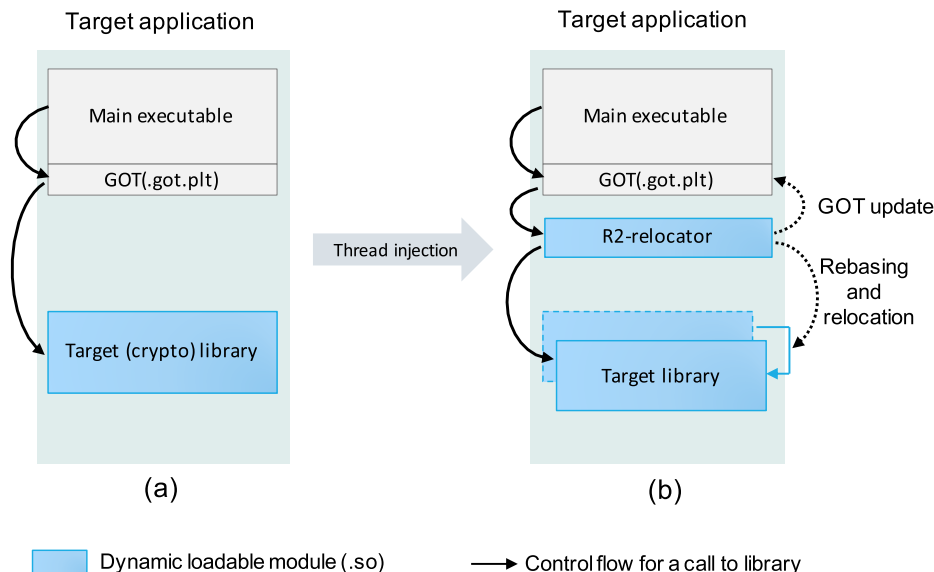 Target application
Main executable
GOT(.got.plt)
Target (crypto) library
(a)
Thread injection
Target application
Main executable
GOT(.got.plt)
R2-relocator
Target library
GOT update
Rebasing
and
relocation
(b)
Dynamic loadable module (.so)
Control flow for a call to library